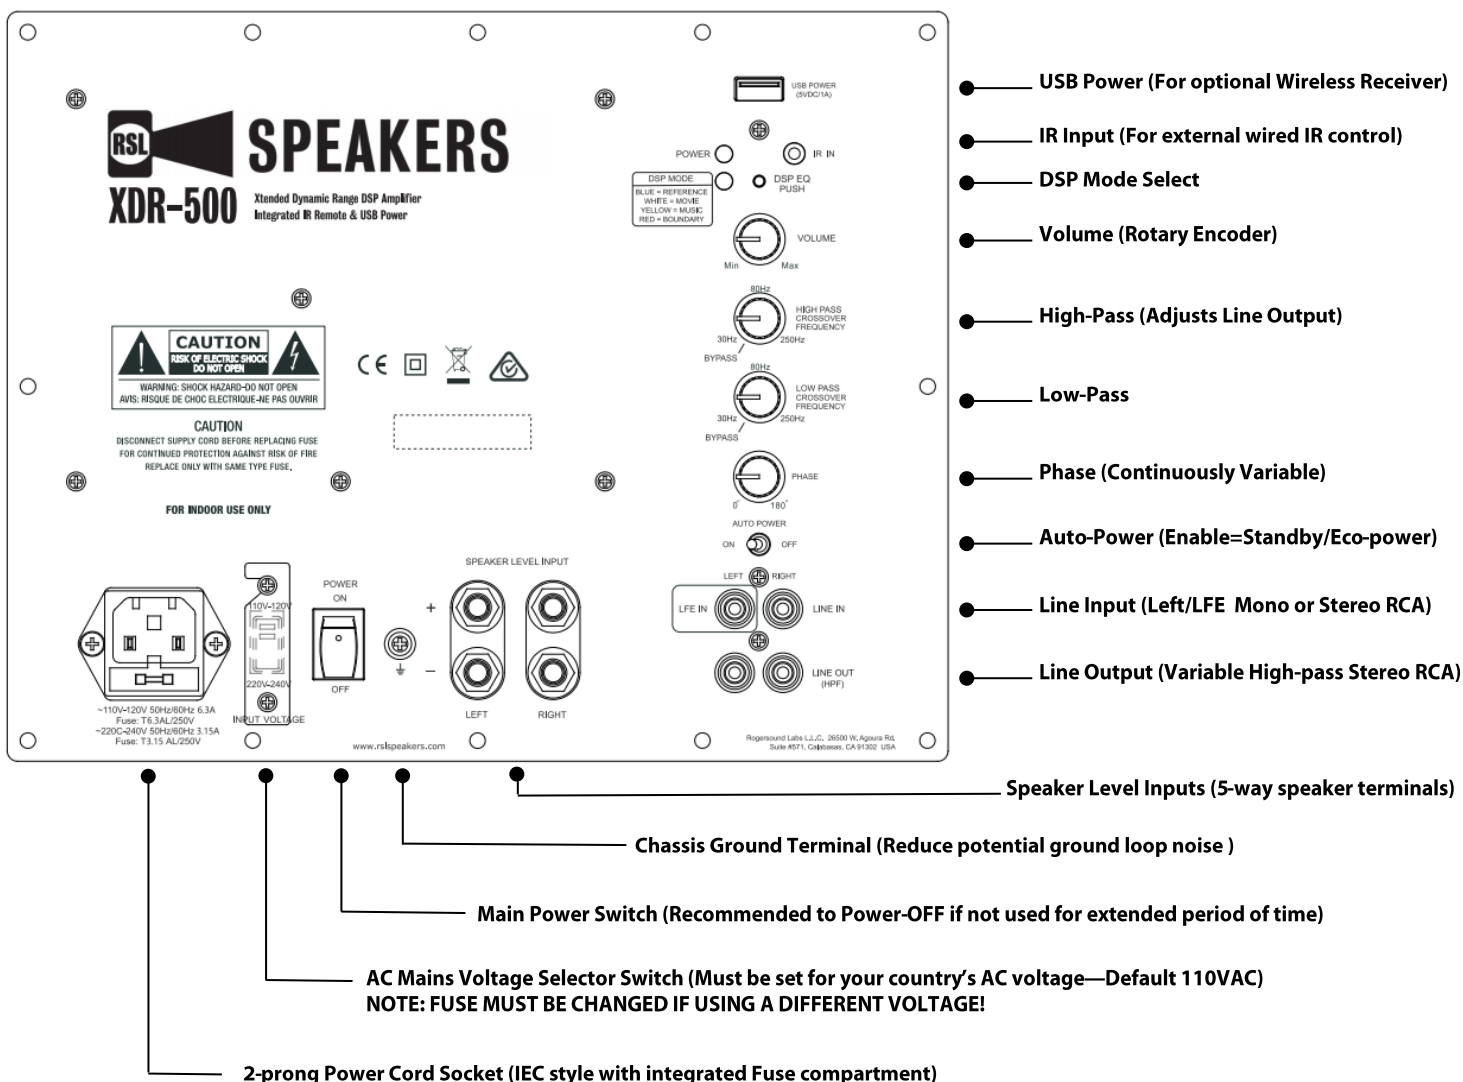 USB POWER
(5VDC/1A)
USB Power (For optional Wireless Receiver)
RSL
SPEAKERS
XDR-500
Xtended Dynamic Range DSP Amplifier
Integrated IR Remote & USB Power
POWER
IR IN
IR Input (For external wired IR control)
DSP MODE
BLUE = REFERENCE
WHITE = MOVIE
YELLOW = MUSIC
RED = BOUNDARY
DSP EQ
PUSH
DSP Mode Select
VOLUME
Min
Max
Volume (Rotary Encoder)
80Hz
HIGH PASS
CROSSOVER
FREQUENCY
30Hz
250Hz
BYPASS
High-Pass (Adjusts Line Output)
CAUTION
RISK OF ELECTRIC SHOCK
DO NOT OPEN
WARNING: SHOCK HAZARD-DO NOT OPEN
AVIS: RISQUE DE CHOC ELECTRIQUE-NE PAS OUVRIR
CE
80Hz
LOW PASS
CROSSOVER
FREQUENCY
30Hz
250Hz
BYPASS
Low-Pass
CAUTION
DISCONNECT SUPPLY CORD BEFORE REPLACING FUSE
FOR CONTINUED PROTECTION AGAINST RISK OF FIRE
REPLACE ONLY WITH SAME TYPE FUSE.
FOR INDOOR USE ONLY
PHASE
0°
180°
Phase (Continuously Variable)
AUTO POWER
ON
OFF
Auto-Power (Enable=Standby/Eco-power)
LEFT
RIGHT
LFE IN
LINE IN
Line Input (Left/LFE  Mono or Stereo RCA)
LINE OUT
(HPF)
Line Output (Variable High-pass Stereo RCA)
~110V-120V 50Hz/60Hz 6.3A
Fuse: T6.3AL/250V
~220C-240V 50Hz/60Hz 3.15A
Fuse: T3.15 AL/250V
110V-120V
220V-240V
INPUT VOLTAGE
POWER
ON
OFF
SPEAKER LEVEL INPUT
+
–
LEFT
RIGHT
www.rslspeakers.com
Rogersound Labs L.L.C. 26500 W. Agoura Rd.
Suite #571, Calabasas, CA 91302 USA
Speaker Level Inputs (5-way speaker terminals)
Chassis Ground Terminal (Reduce potential ground loop noise )
Main Power Switch (Recommended to Power-OFF if not used for extended period of time)
AC Mains Voltage Selector Switch (Must be set for your country’s AC voltage—Default 110VAC)
NOTE: FUSE MUST BE CHANGED IF USING A DIFFERENT VOLTAGE!
2-prong Power Cord Socket (IEC style with integrated Fuse compartment)